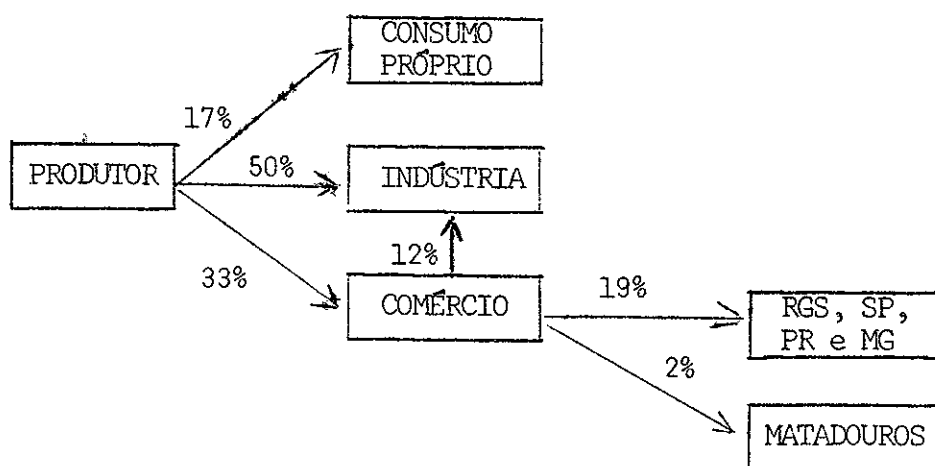 CONSUMO
PRÓPRIO
17%
PRODUTOR
50%
INDÚSTRIA
12%
33%
COMÉRCIO
19%
RGS, SP,
PR e MG
2%
MATADOUROS